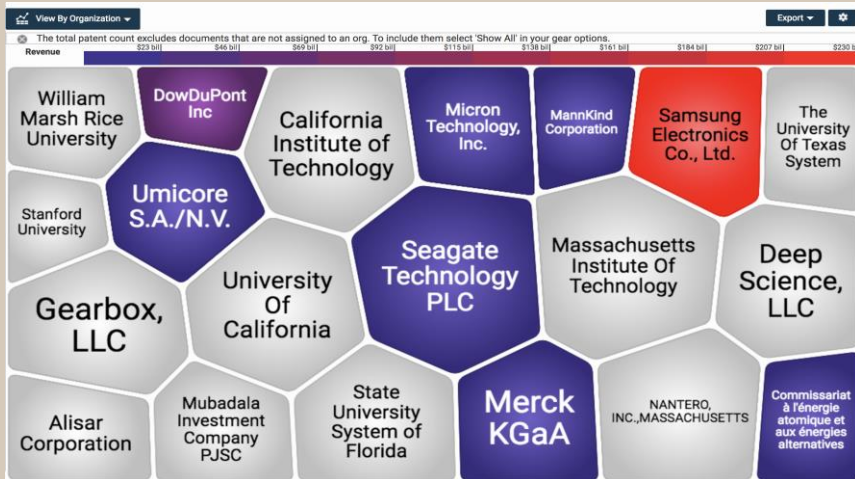 View By Organization
Export
The total patent count excludes documents that are not assigned to an org. To include them select 'Show All' in your gear options.
Revenue
$23 bil
$46 bil
$69 bil
$92 bil
$115 bil
$138 bil
$161 bil
$184 bil
$207 bil
$230 b
William
Marsh Rice
University
DowDuPont
Inc
California
Institute of
Technology
Micron
Technology,
Inc.
MannKind
Corporation
Samsung
Electronics
Co., Ltd.
The
University
Of Texas
System
Stanford
University
Umicore
S.A./N.V.
University
Of
California
Seagate
Technology
PLC
Massachusetts
Institute Of
Technology
Deep
Science,
LLC
Gearbox,
LLC
Alisar
Corporation
Mubadala
Investment
Company
PJSC
State
University
System of
Florida
Merck
KGaA
NANTERO,
INC.,MASSACHUSETTS
Commissariat
à l'énergie
atomique et
aux énergies
alternatives